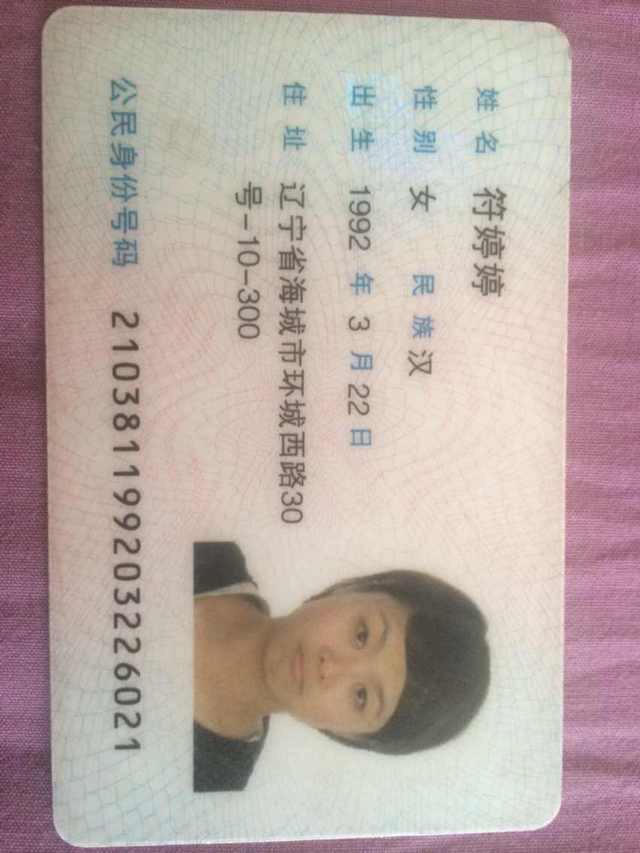 姓名 符婷婷
性别 女 民族 汉
出生 1992 年 3 月 22 日
住址 辽宁省海城市环城西路30
号-10-300
公民身份号码 210381199203226021